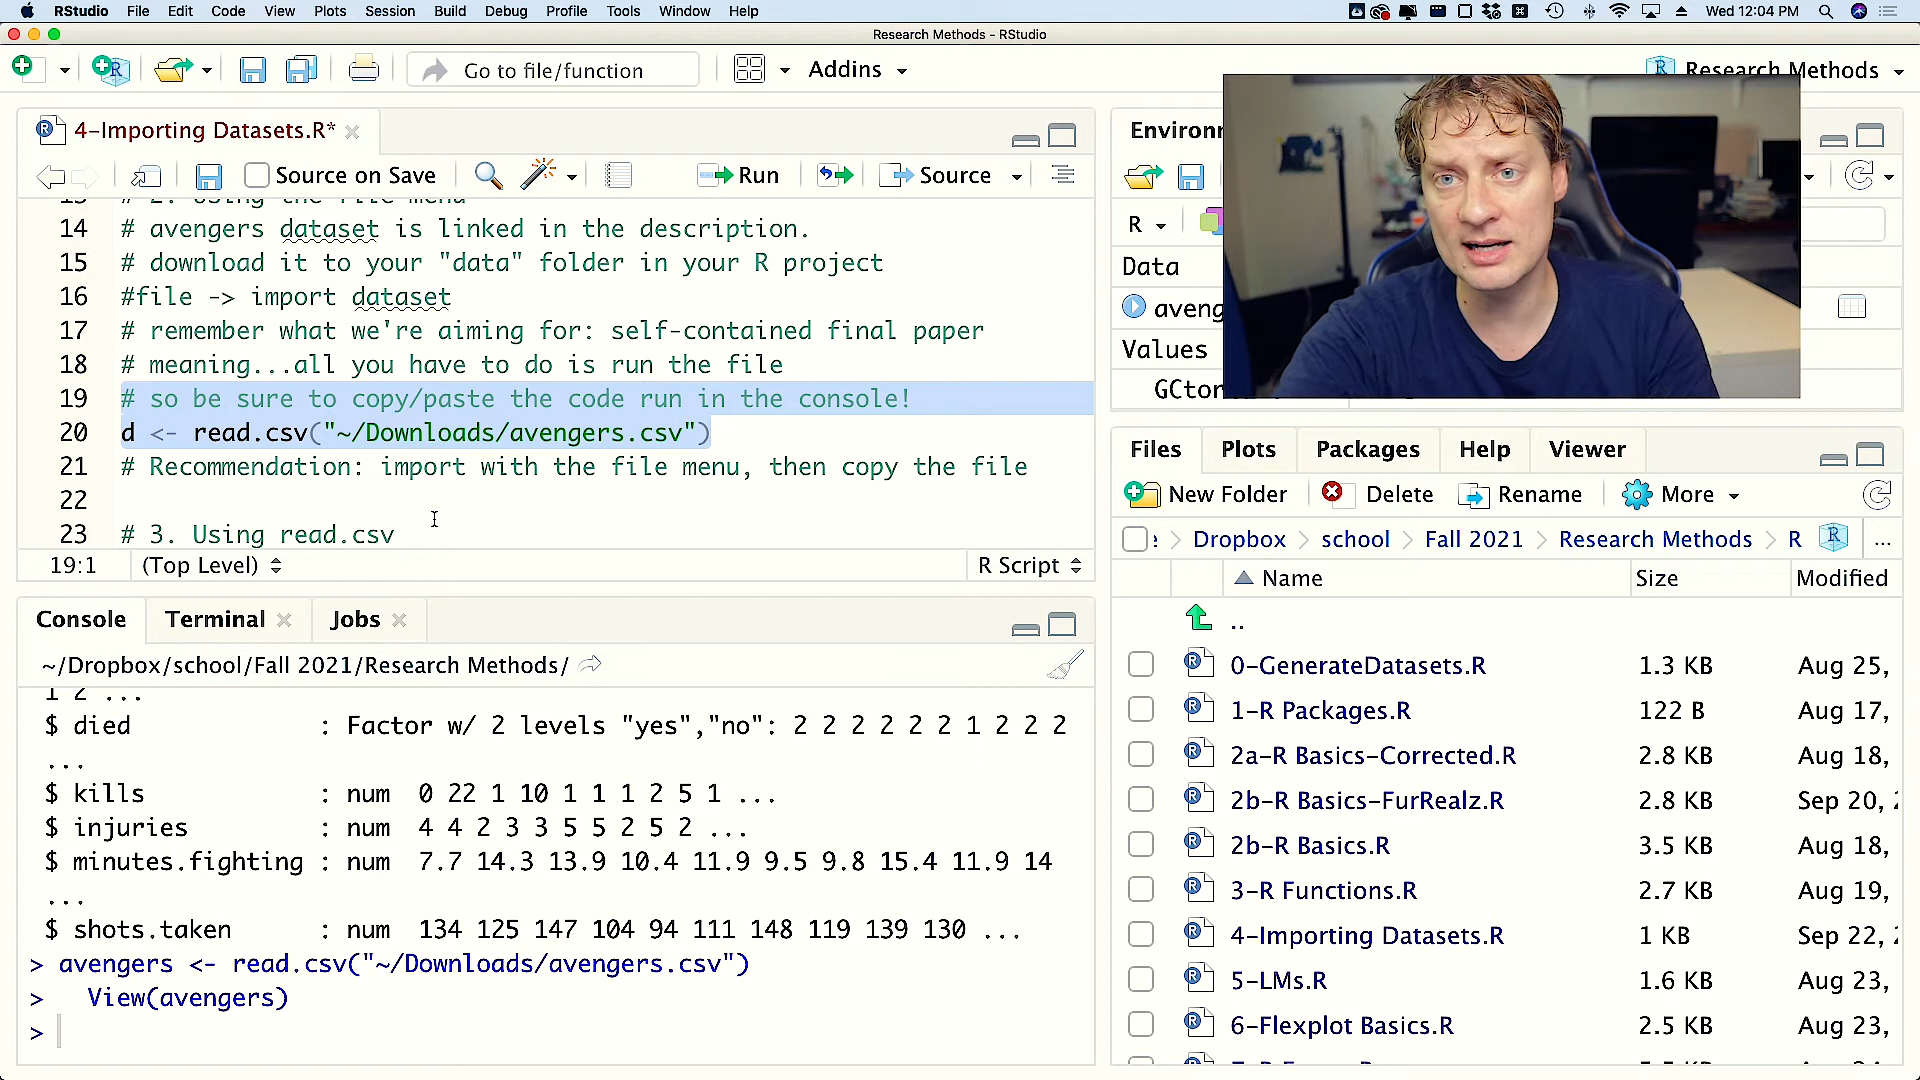 RStudio File Edit Code View Plots Session Build Debug Profile Tools Window Help Wed 12:04 PM
Research Methods - RStudio
Go to file/function Addins Research Methods
4-Importing Datasets.R*
Source on Save Run Source
# 2. Using the file menu
14 # avengers dataset is linked in the description.
15 # download it to your "data" folder in your R project
16 #file -> import dataset
17 # remember what we're aiming for: self-contained final paper
18 # meaning...all you have to do is run the file
19 # so be sure to copy/paste the code run in the console!
20 d <- read.csv("~/Downloads/avengers.csv")
21 # Recommendation: import with the file menu, then copy the file
22
23 # 3. Using read.csv
19:1 (Top Level) R Script
Console Terminal Jobs
~/Dropbox/school/Fall 2021/Research Methods/
1 2 ...
$ died : Factor w/ 2 levels "yes","no": 2 2 2 2 2 2 1 2 2 2
...
$ kills : num 0 22 1 10 1 1 1 2 5 1 ...
$ injuries : num 4 4 2 3 3 5 5 2 5 2 ...
$ minutes.fighting : num 7.7 14.3 13.9 10.4 11.9 9.5 9.8 15.4 11.9 14
...
$ shots.taken : num 134 125 147 104 94 111 148 119 139 130 ...
> avengers <- read.csv("~/Downloads/avengers.csv")
> View(avengers)
>
Environ
R
Data
aveng
Values
GCtor
Files Plots Packages Help Viewer
New Folder Delete Rename More
Dropbox > school > Fall 2021 > Research Methods > R ...
Name Size Modified
..
0-GenerateDatasets.R 1.3 KB Aug 25,
1-R Packages.R 122 B Aug 17,
2a-R Basics-Corrected.R 2.8 KB Aug 18,
2b-R Basics-FurRealz.R 2.8 KB Sep 20, 2
2b-R Basics.R 3.5 KB Aug 18,
3-R Functions.R 2.7 KB Aug 19,
4-Importing Datasets.R 1 KB Sep 22, 2
5-LMs.R 1.6 KB Aug 23,
6-Flexplot Basics.R 2.5 KB Aug 23,